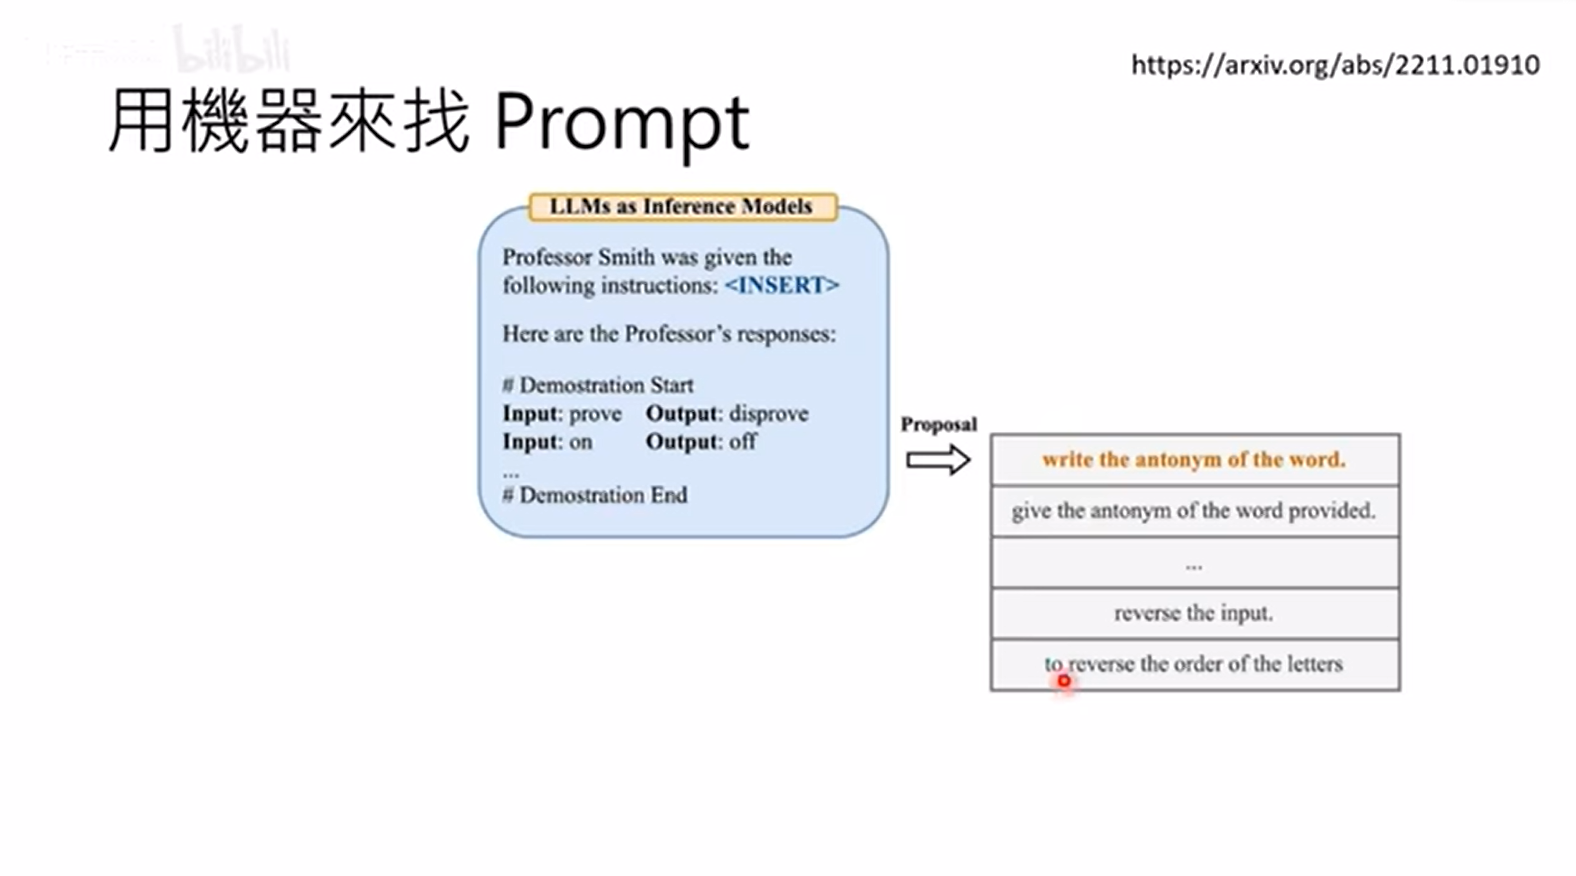 bilibili
https://arxiv.org/abs/2211.01910
用機器來找 Prompt
LLMs as Inference Models
Professor Smith was given the
following instructions: <INSERT>
Here are the Professor's responses:
# Demostration Start
Input: prove Output: disprove
Input: on Output: off
...
# Demostration End
Proposal
write the antonym of the word.
give the antonym of the word provided.
...
reverse the input.
to reverse the order of the letters